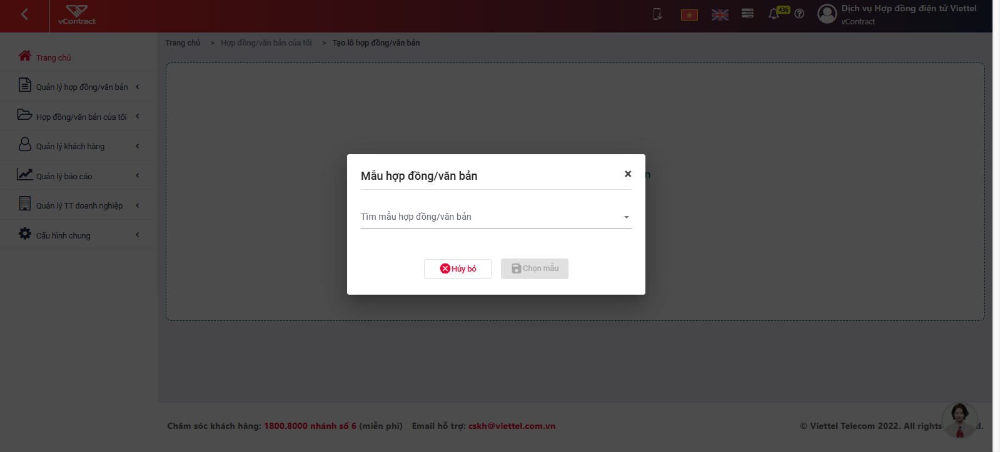 vContract
436
Dịch vụ Hợp đồng điện tử Viettel
vContract
Trang chủ > Hợp đồng/văn bản của tôi > Tạo lô hợp đồng/văn bản
Trang chủ
Quản lý hợp đồng/văn bản
Hợp đồng/văn bản của tôi
Quản lý khách hàng
Quản lý báo cáo
Quản lý TT doanh nghiệp
Cấu hình chung
Mẫu hợp đồng/văn bản
Tìm mẫu hợp đồng/văn bản
Hủy bỏ
Chọn mẫu
Chăm sóc khách hàng: 1800.8000 nhánh số 6 (miễn phí) Email hỗ trợ: cskh@viettel.com.vn
© Viettel Telecom 2022. All rights